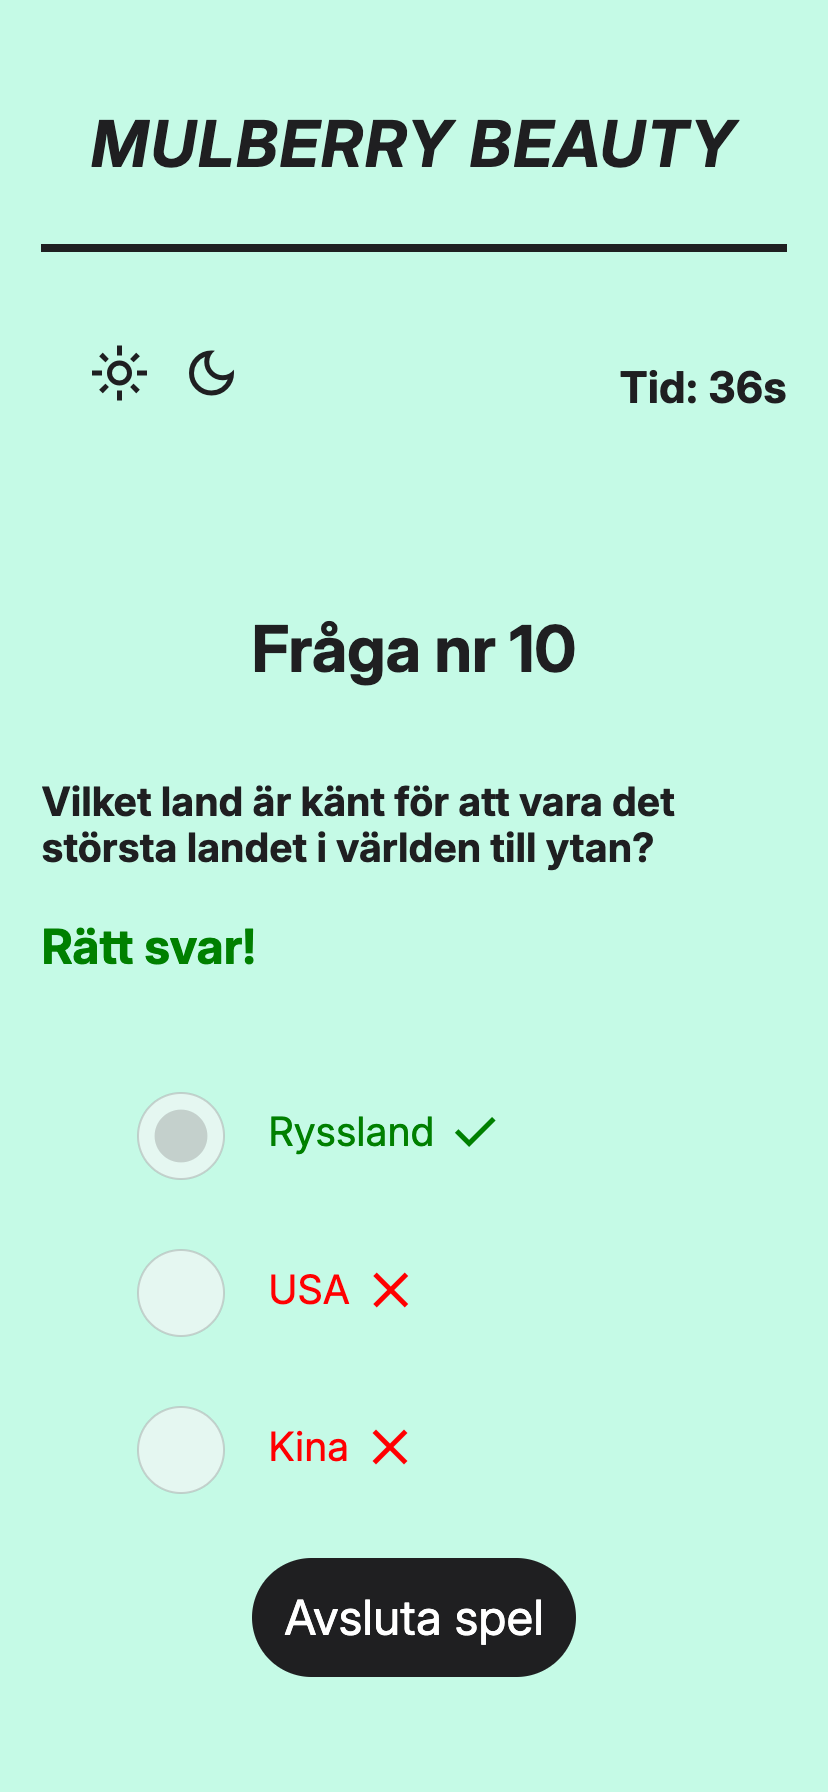 MULBERRY BEAUTY
Tid: 36s
Fråga nr 10
Vilket land är känt för att vara det
största landet i världen till ytan?
Rätt svar!
Ryssland
USA
Kina
Avsluta spel